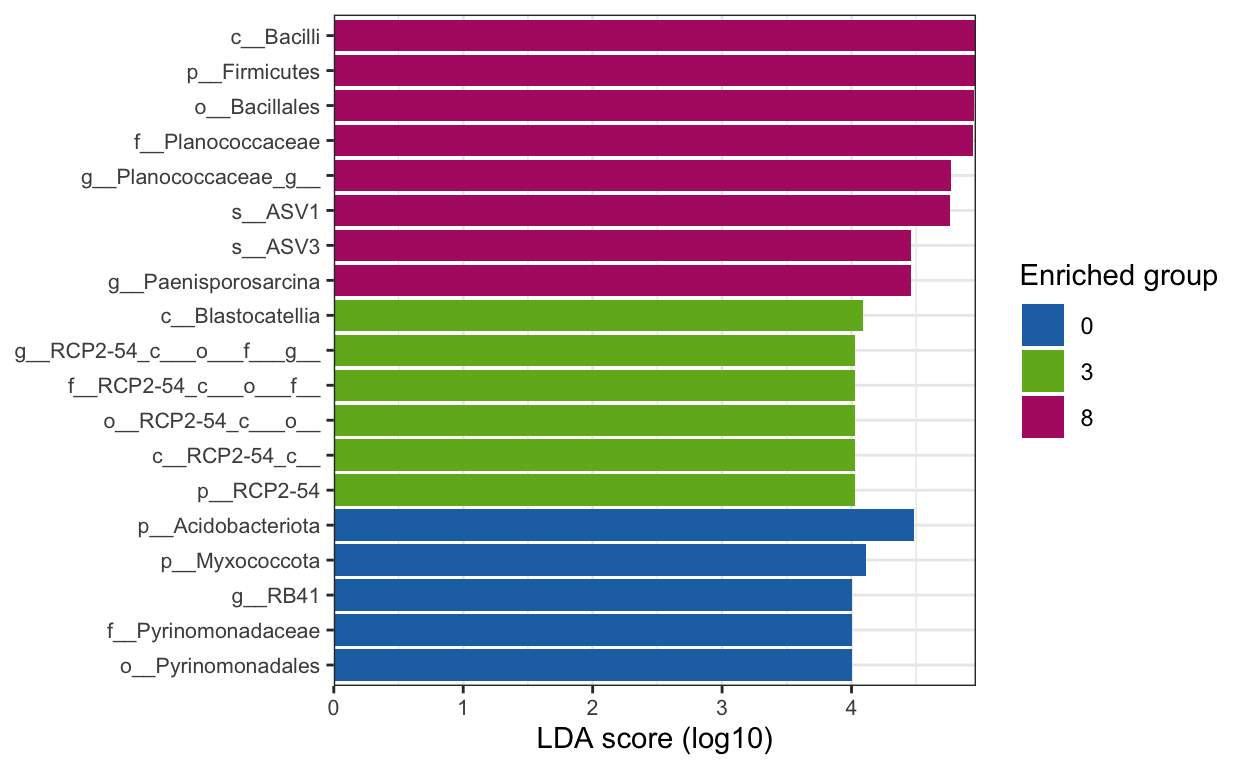 c__Bacilli
p__Firmicutes
o__Bacillales
f__Planococcaceae
g__Planococcaceae_g__
s__ASV1
s__ASV3
g__Paenisporosarcina
c__Blastocatellia
g__RCP2-54_c___o___f___g__
f__RCP2-54_c___o___f__
o__RCP2-54_c___o__
c__RCP2-54_c__
p__RCP2-54
p__Acidobacteriota
p__Myxococcota
g__RB41
f__Pyrinomonadaceae
o__Pyrinomonadales
0 1 2 3 4
LDA score (log10)
Enriched group
0
3
8